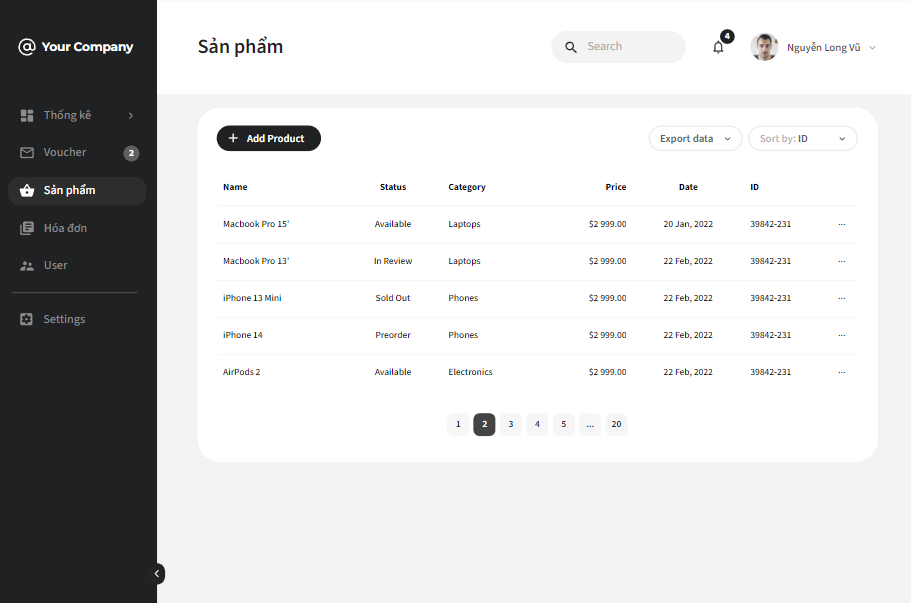 @ Your Company
Sản phẩm
Search
4
Nguyễn Long Vũ
Thống kê
Voucher
2
Sản phẩm
Hóa đơn
User
Settings
+ Add Product
Export data
Sort by: ID
Name Status Category Price Date ID
Macbook Pro 15' Available Laptops $2 999.00 20 Jan, 2022 39842-231 ...
Macbook Pro 13' In Review Laptops $2 999.00 22 Feb, 2022 39842-231 ...
iPhone 13 Mini Sold Out Phones $2 999.00 22 Feb, 2022 39842-231 ...
iPhone 14 Preorder Phones $2 999.00 22 Feb, 2022 39842-231 ...
AirPods 2 Available Electronics $2 999.00 22 Feb, 2022 39842-231 ...
1 2 3 4 5 ... 20